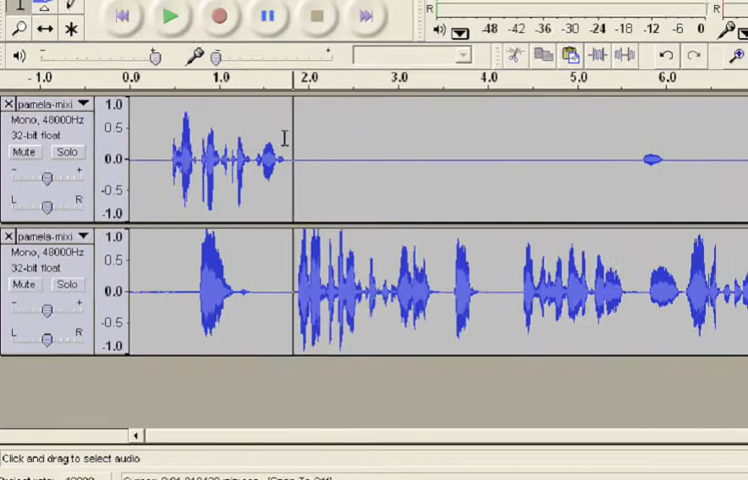 R
R
-48 -42 -36 -30 -24 -18 -12 -6 0
-48
-1.0 0.0 1.0 2.0 3.0 4.0 5.0 6.0
pamela-mixi
Mono, 48000Hz
32-bit float
Mute Solo
- +
L R
1.0
0.5
0.0
-0.5
-1.0
pamela-mixi
Mono, 48000Hz
32-bit float
Mute Solo
- +
L R
1.0
0.5
0.0
-0.5
-1.0
Click and drag to select audio